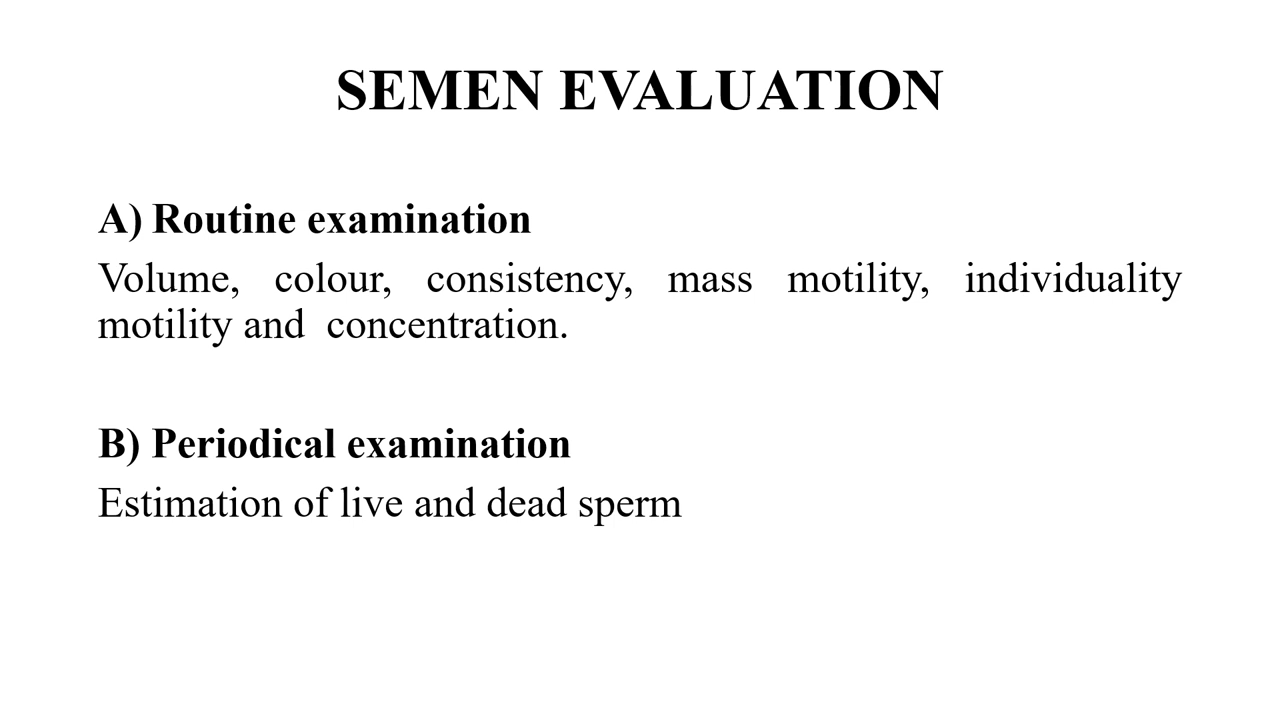 SEMEN EVALUATION
A) Routine examination
Volume, colour, consistency, mass motility, individuality
motility and  concentration.
B) Periodical examination
Estimation of live and dead sperm